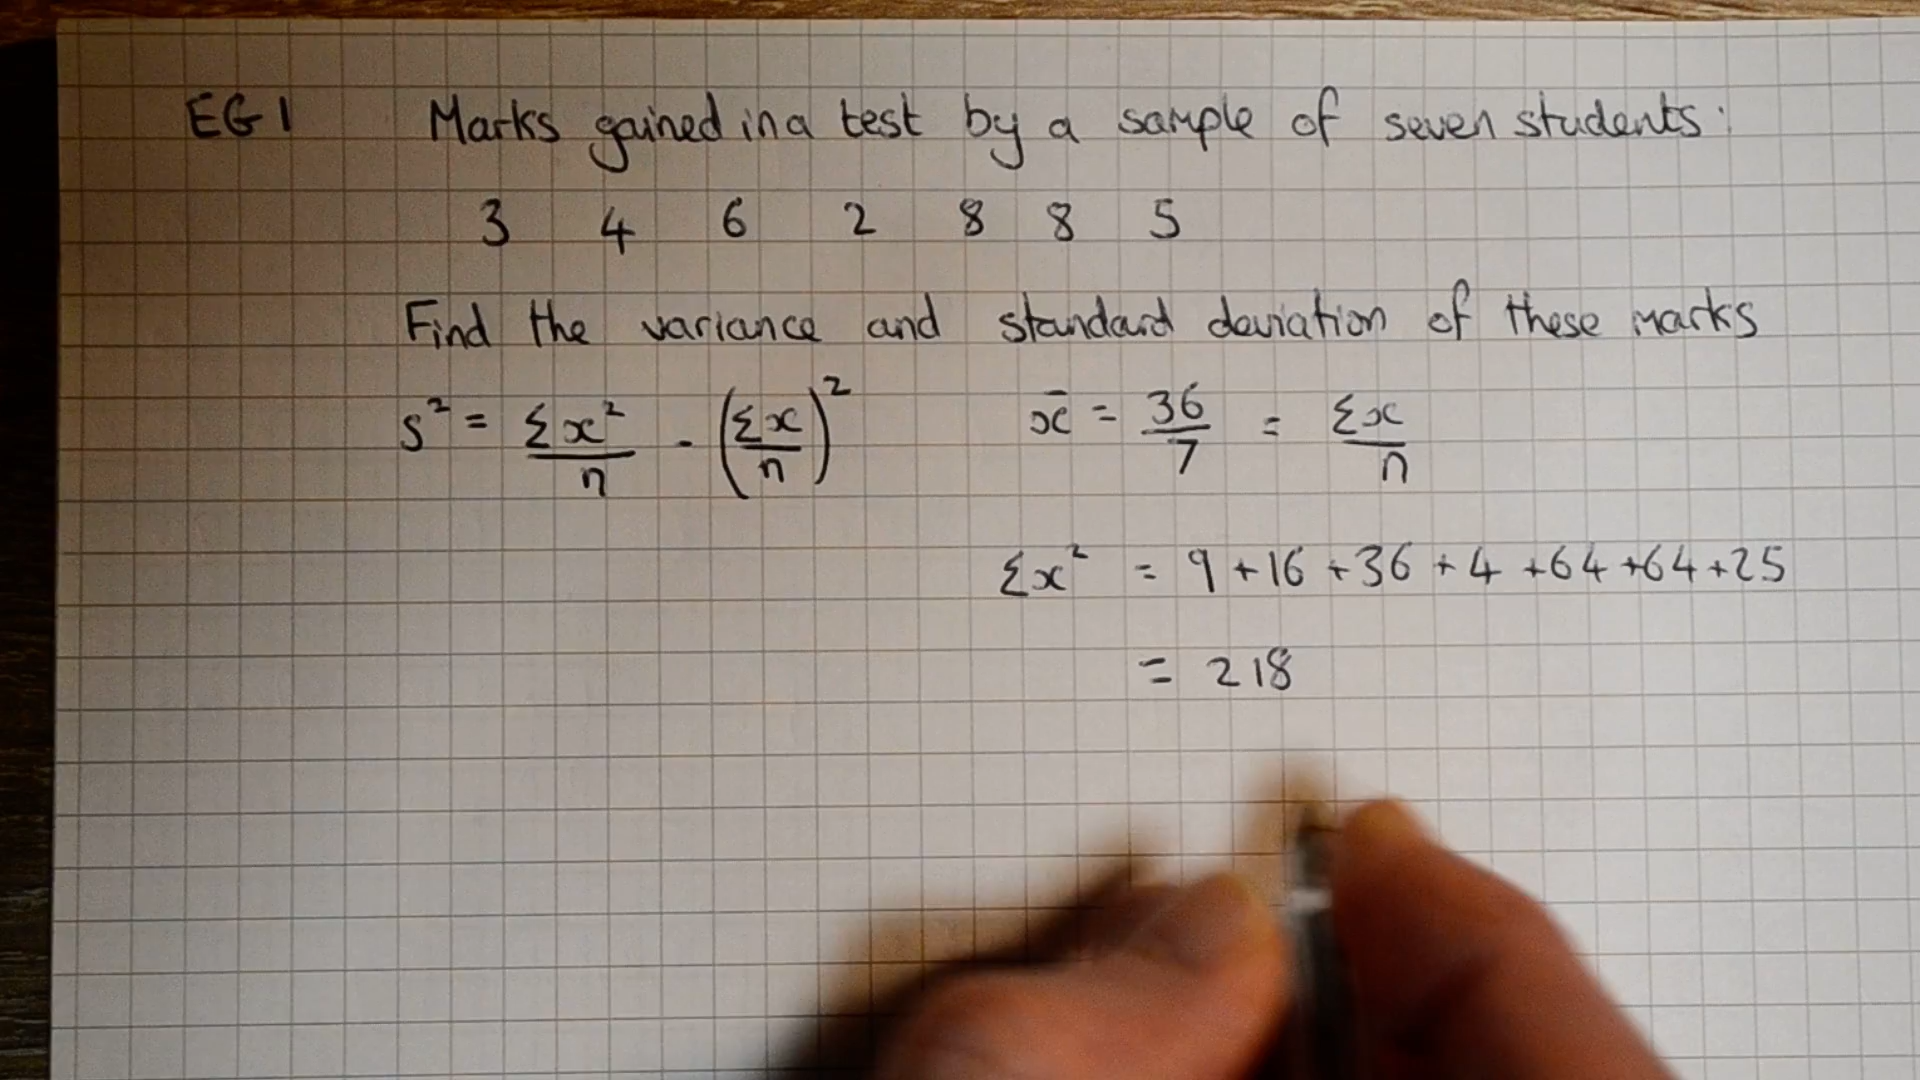 EG1 Marks gained in a test by a sample of seven students:
3 4 6 2 8 8 5
Find the variance and standard deviation of these marks
s² = Σx²/n - (Σx/n)² x̄ = 36/7 = Σx/n
Σx² = 9+16+36+4+64+64+25
= 218